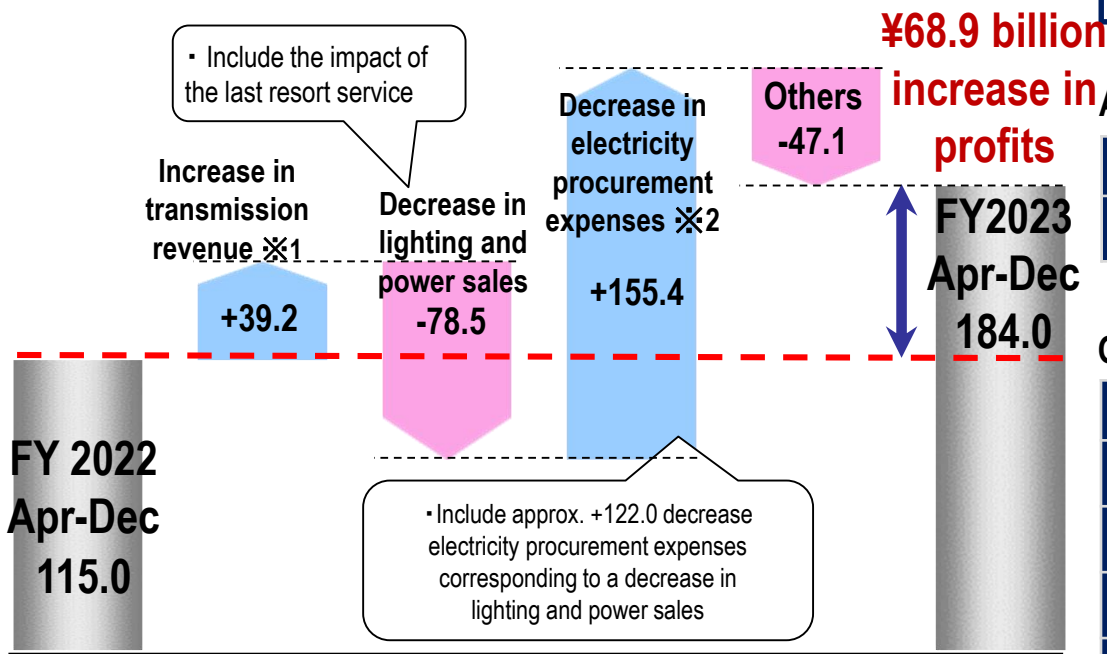 ¥68.9 billion
increase in
profits
・Include the impact of
the last resort service
Increase in
transmission
revenue ※1
+39.2
Decrease in
lighting and
power sales
-78.5
Decrease in
electricity
procurement
expenses ※2
+155.4
Others
-47.1
FY2023
Apr-Dec
184.0
FY 2022
Apr-Dec
115.0
・Include approx. +122.0 decrease
electricity procurement expenses
corresponding to a decrease in
lighting and power sales